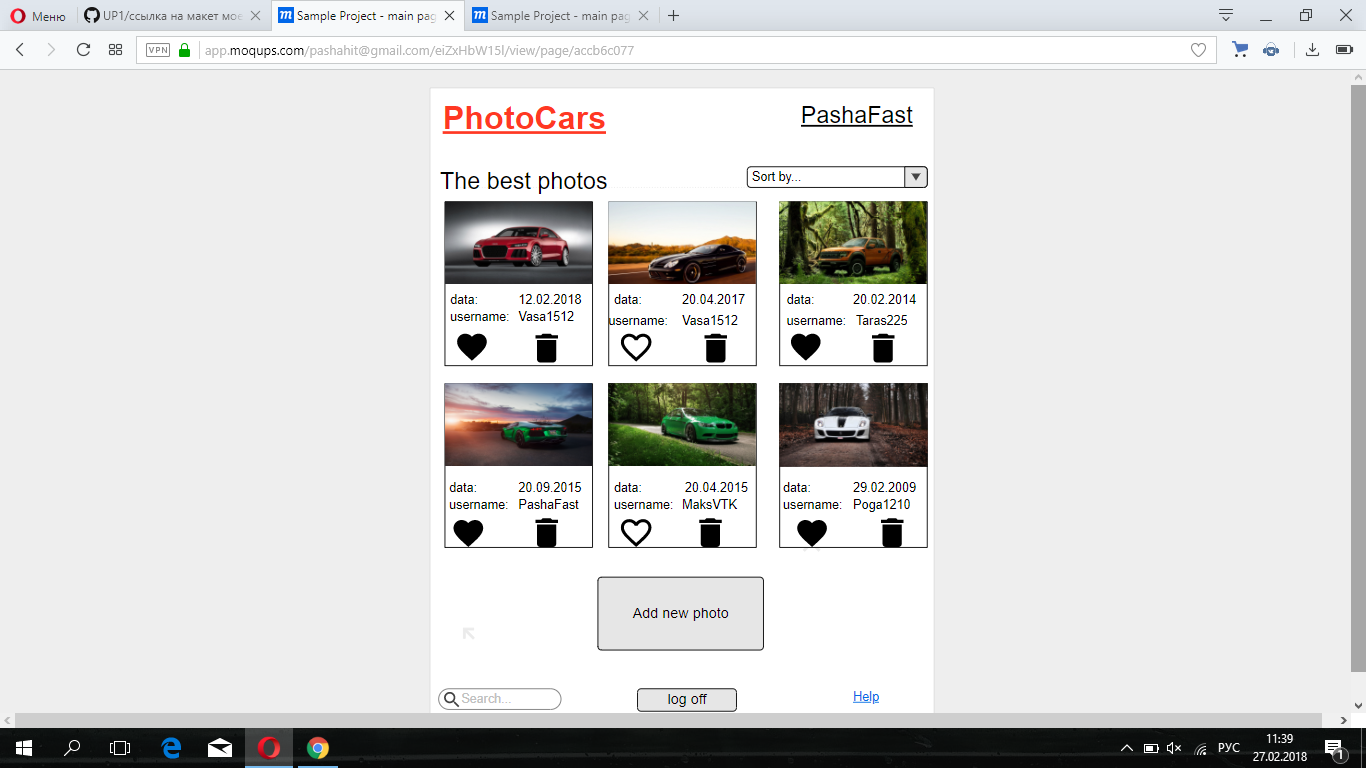 Меню
UP1/ссылка на макет мое
Sample Project - main pag
Sample Project - main pag
VPN
app.moqups.com/pashahit@gmail.com/eiZxHbW15l/view/page/accb6c077
PhotoCars
PashaFast
The best photos
Sort by...
data: 12.02.2018
username: Vasa1512
data: 20.04.2017
username: Vasa1512
data: 20.02.2014
username: Taras225
data: 20.09.2015
username: PashaFast
data: 20.04.2015
username: MaksVTK
data: 29.02.2009
username: Poga1210
Add new photo
Search...
log off
Help
РУС
11:39
27.02.2018
1